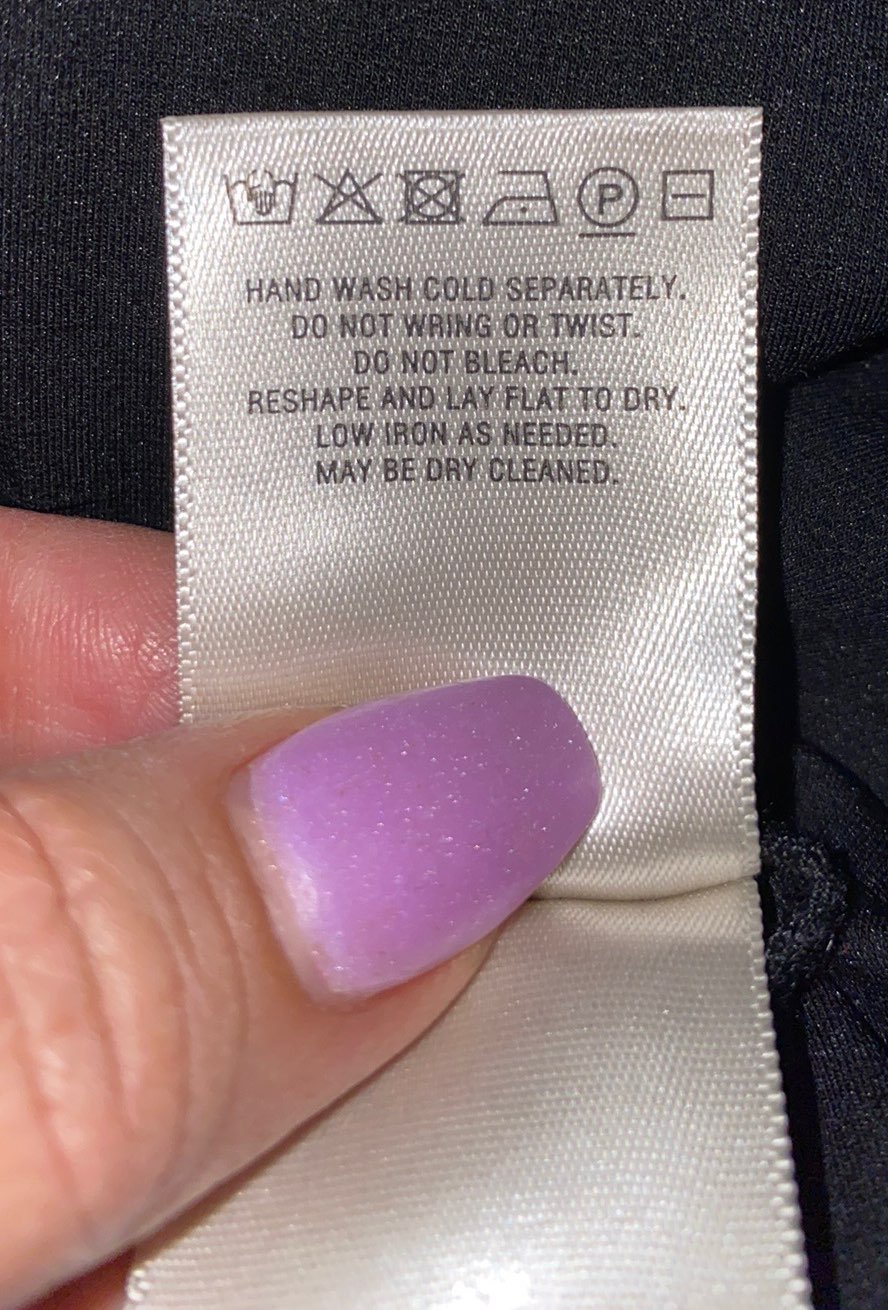 P
HAND WASH COLD SEPARATELY.
DO NOT WRING OR TWIST.
DO NOT BLEACH.
RESHAPE AND LAY FLAT TO DRY.
LOW IRON AS NEEDED.
MAY BE DRY CLEANED.